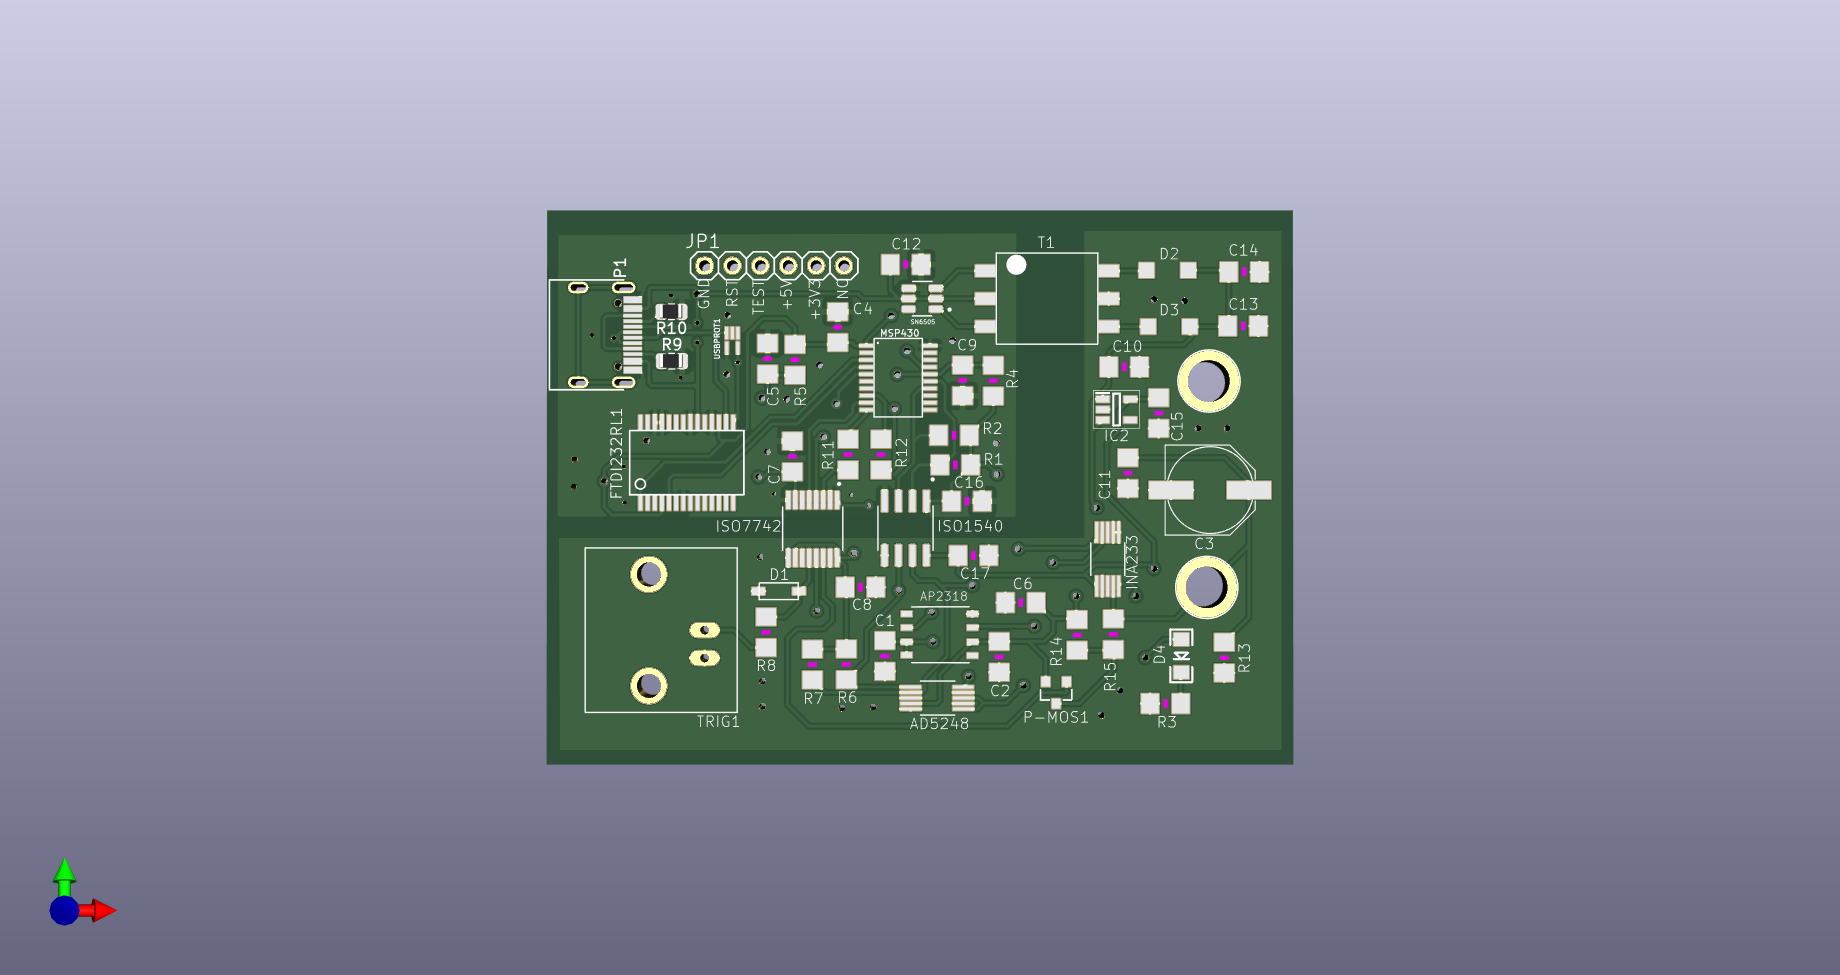 JP1
C12
T1
D2
C14
P1
GND
RST
TEST
+5V
+3V3
NC
C4
SN6505
D3
C13
R10
R9
USBPROT1
MSP430
C9
R4
C10
C5
R5
IC2
C15
FTDI232RL1
R11
R12
R2
R1
C7
C16
C11
ISO7742
ISO1540
C3
INA233
C17
D1
C8
AP2318
C6
C1
R8
R7
R6
C2
R14
R15
D4
R13
TRIG1
AD5248
P-MOS1
R3